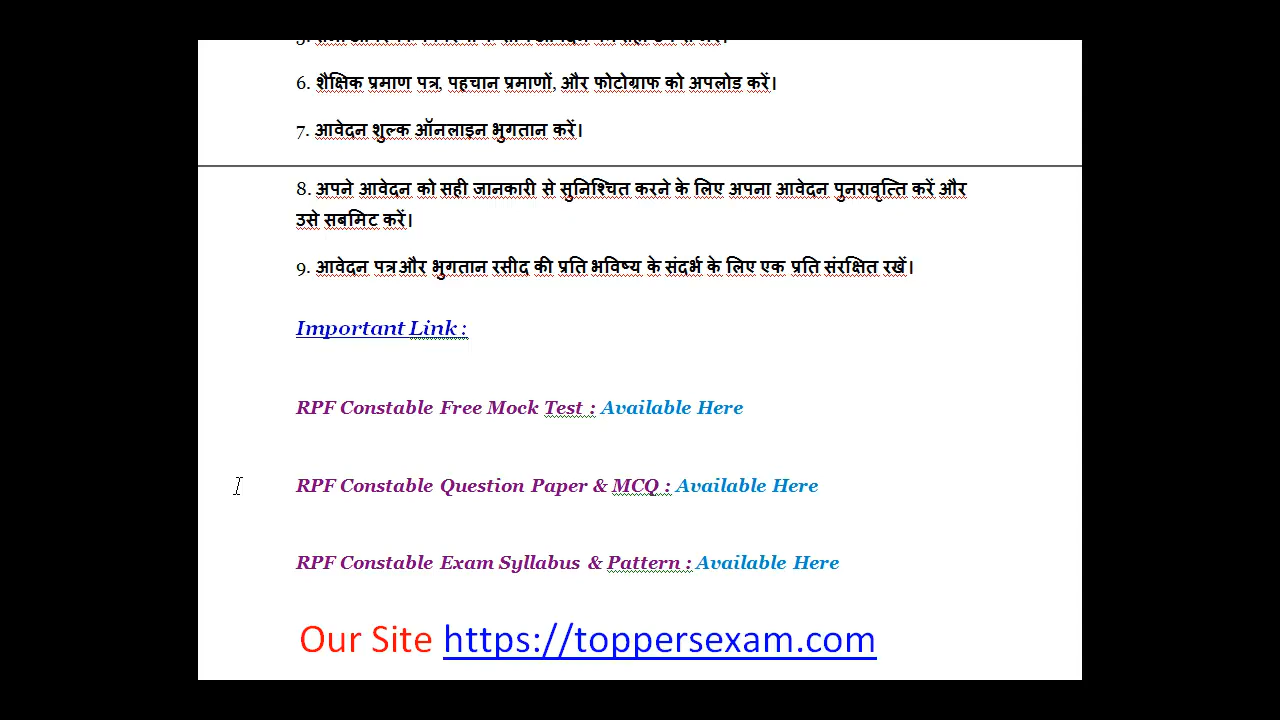 6. शैक्षिक प्रमाण पत्र, पहचान प्रमाणों, और फोटोग्राफ को अपलोड करें।
7. आवेदन शुल्क ऑनलाइन भुगतान करें।
8. अपने आवेदन को सही जानकारी से सुनिश्चित करने के लिए अपना आवेदन पुनरावृत्ति करें और
उसे सबमिट करें।
9. आवेदन पत्र और भुगतान रसीद की प्रति भविष्य के संदर्भ के लिए एक प्रति संरक्षित रखें।
Important Link :
RPF Constable Free Mock Test : Available Here
RPF Constable Question Paper & MCQ : Available Here
RPF Constable Exam Syllabus & Pattern : Available Here
Our Site https://toppersexam.com